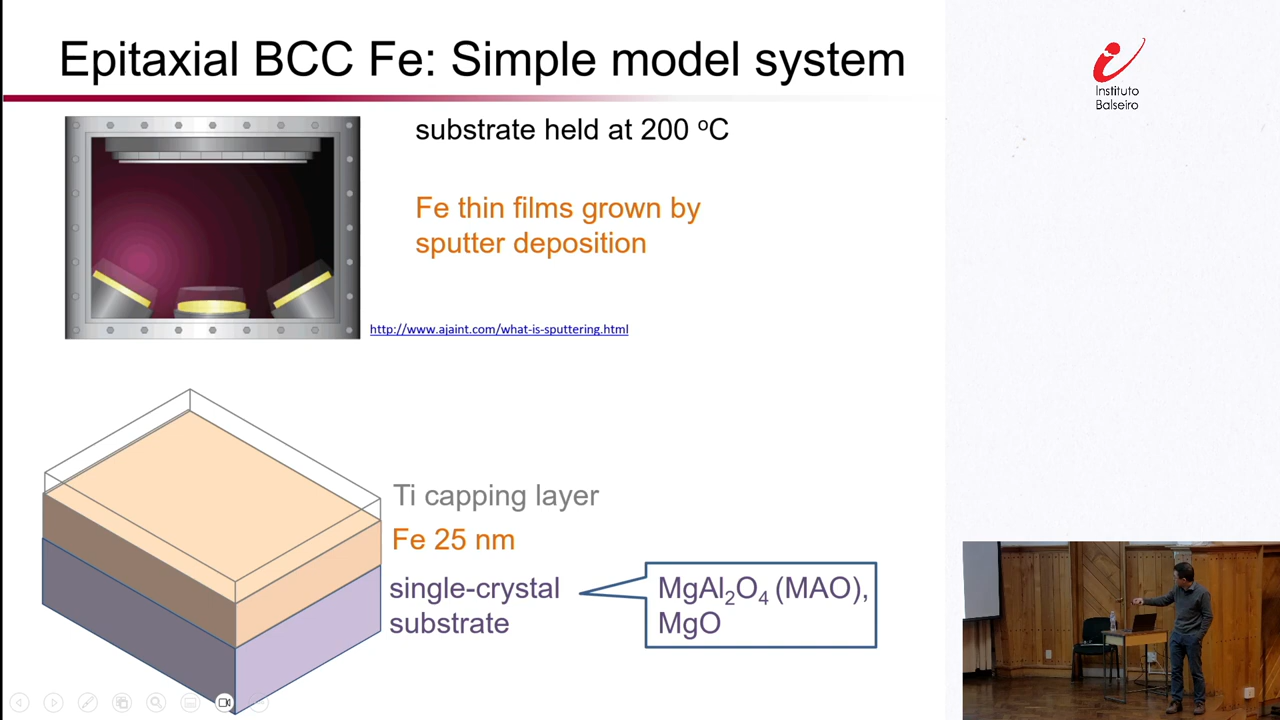 Epitaxial BCC Fe: Simple model system
Instituto
Balseiro
substrate held at 200 ºC
Fe thin films grown by
sputter deposition
http://www.ajaint.com/what-is-sputtering.html
Ti capping layer
Fe 25 nm
single-crystal
substrate
MgAl₂O₄ (MAO),
MgO